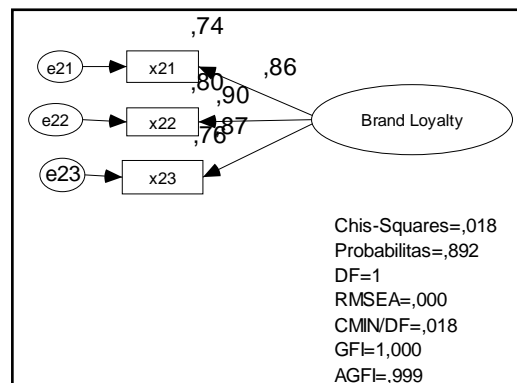 ,74
e21
x21
,86
,80
,90
e22
x22
Brand Loyalty
,76
,87
e23
x23
Chis-Squares=,018
Probabilitas=,892
DF=1
RMSEA=,000
CMIN/DF=,018
GFI=1,000
AGFI=,999